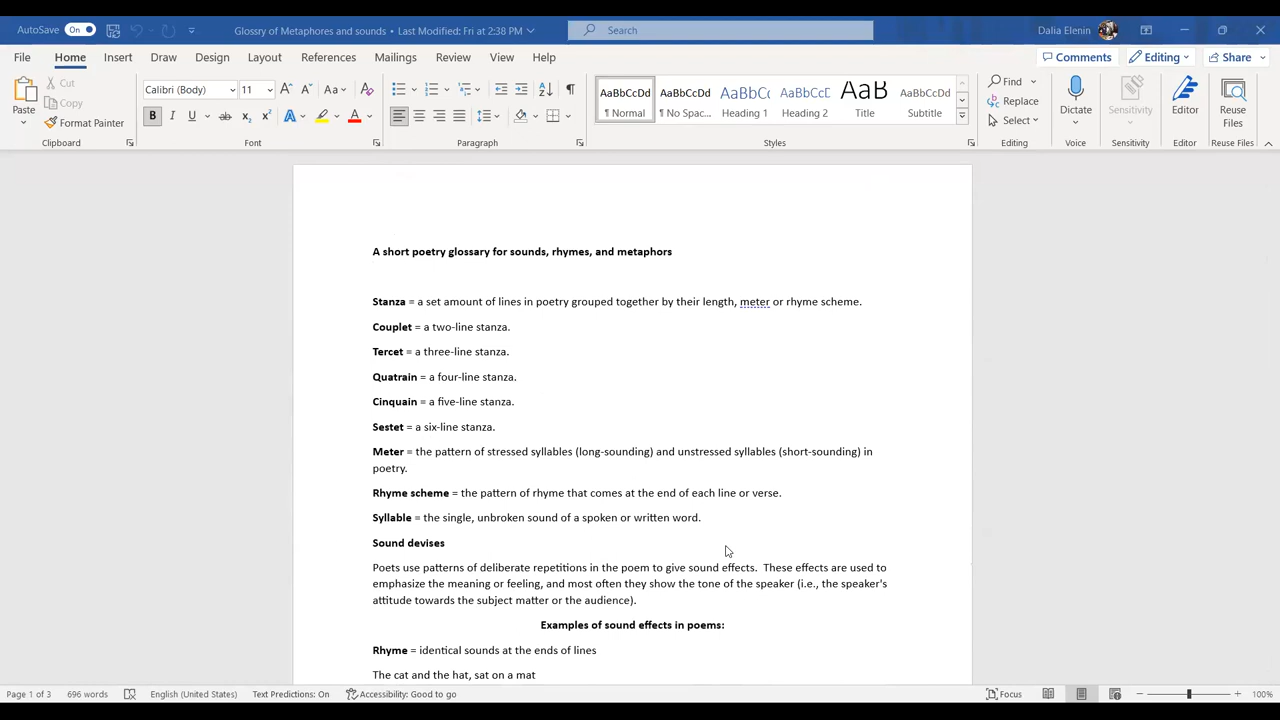 AutoSave On Glossry of Metaphores and sounds • Last Modified: Fri at 2:38 PM Search Dalia Elenin
File Home Insert Draw Design Layout References Mailings Review View Help Comments Editing Share
Paste Cut Copy Format Painter
Calibri (Body) 11
AaBbCcDd ¶ Normal AaBbCcDd ¶ No Spac... AaBbCc Heading 1 AaBbCcD Heading 2 AaB Title AaBbCcDd Subtitle
Find Replace Select Dictate Sensitivity Editor Reuse Files
Clipboard Font Paragraph Styles Editing Voice Sensitivity Editor Reuse Files
A short poetry glossary for sounds, rhymes, and metaphors
Stanza = a set amount of lines in poetry grouped together by their length, meter or rhyme scheme.
Couplet = a two-line stanza.
Tercet = a three-line stanza.
Quatrain = a four-line stanza.
Cinquain = a five-line stanza.
Sestet = a six-line stanza.
Meter = the pattern of stressed syllables (long-sounding) and unstressed syllables (short-sounding) in
poetry.
Rhyme scheme = the pattern of rhyme that comes at the end of each line or verse.
Syllable = the single, unbroken sound of a spoken or written word.
Sound devises
Poets use patterns of deliberate repetitions in the poem to give sound effects. These effects are used to
emphasize the meaning or feeling, and most often they show the tone of the speaker (i.e., the speaker's
attitude towards the subject matter or the audience).
Examples of sound effects in poems:
Rhyme = identical sounds at the ends of lines
The cat and the hat, sat on a mat
Page 1 of 3 696 words English (United States) Text Predictions: On Accessibility: Good to go Focus 100%